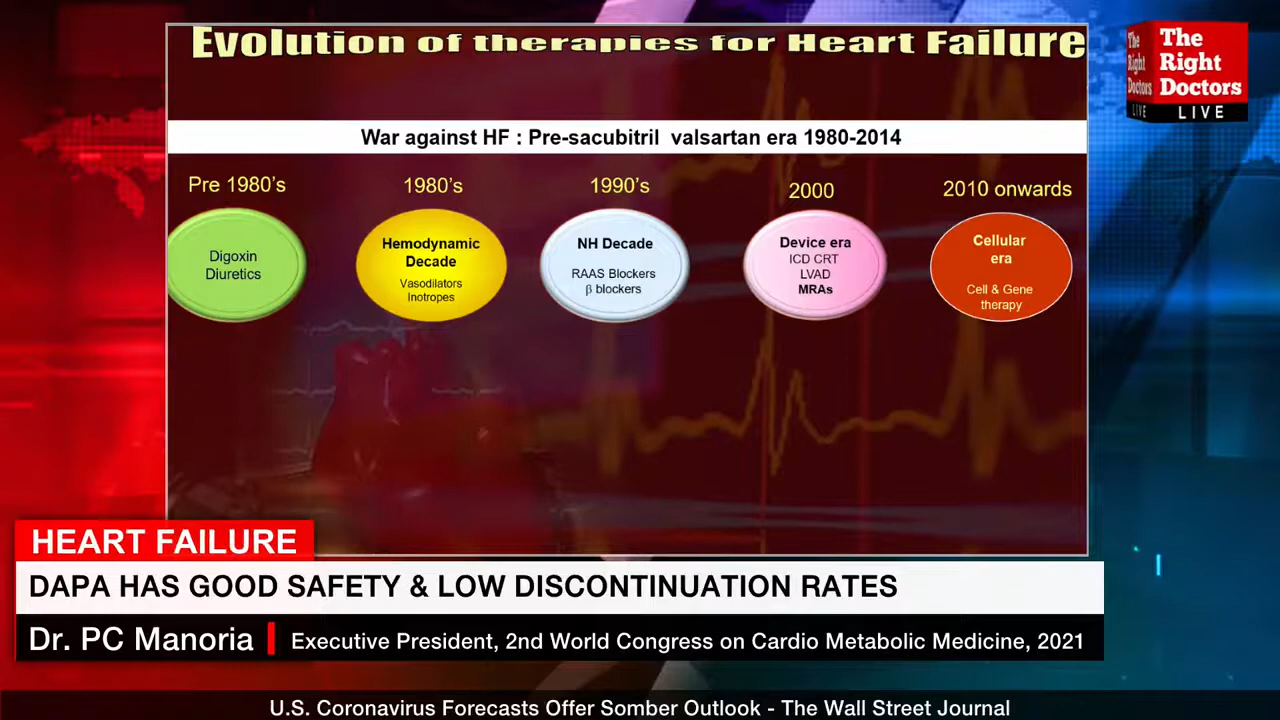 Evolution of therapies for Heart Failure
The
Right
Doctors
LIVE
The
Right
Doctors
LIVE
War against HF : Pre-sacubitril valsartan era 1980-2014
Pre 1980's
1980's
1990's
2000
2010 onwards
Digoxin
Diuretics
Hemodynamic
Decade
Vasodilators
Inotropes
NH Decade
RAAS Blockers
β blockers
Device era
ICD CRT
LVAD
MRAs
Cellular
era
Cell & Gene
therapy
HEART FAILURE
DAPA HAS GOOD SAFETY & LOW DISCONTINUATION RATES
Dr. PC Manoria
Executive President, 2nd World Congress on Cardio Metabolic Medicine, 2021
U.S. Coronavirus Forecasts Offer Somber Outlook - The Wall Street Journal